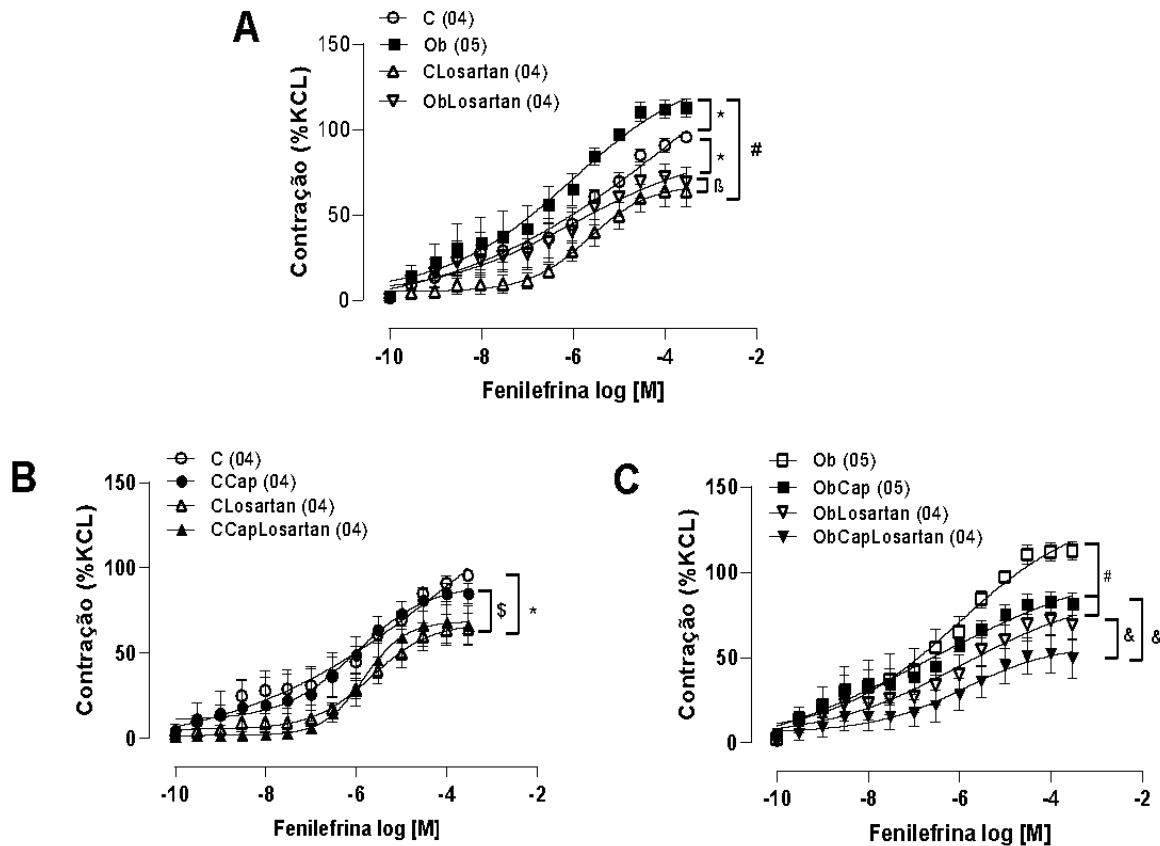 A
C (04)
Ob (05)
CLosartan (04)
ObLosartan (04)
150
100
50
0
Contração (%KCL)
*
*
ß
#
-10
-8
-6
-4
-2
Fenilefrina log [M]
B
C (04)
CCap (04)
CLosartan (04)
CCapLosartan (04)
150
100
50
0
Contração (%KCL)
$
*
-10
-8
-6
-4
-2
Fenilefrina log [M]
C
Ob (05)
ObCap (05)
ObLosartan (04)
ObCapLosartan (04)
150
100
50
0
Contração (%KCL)
#
&
&
-10
-8
-6
-4
-2
Fenilefrina log [M]